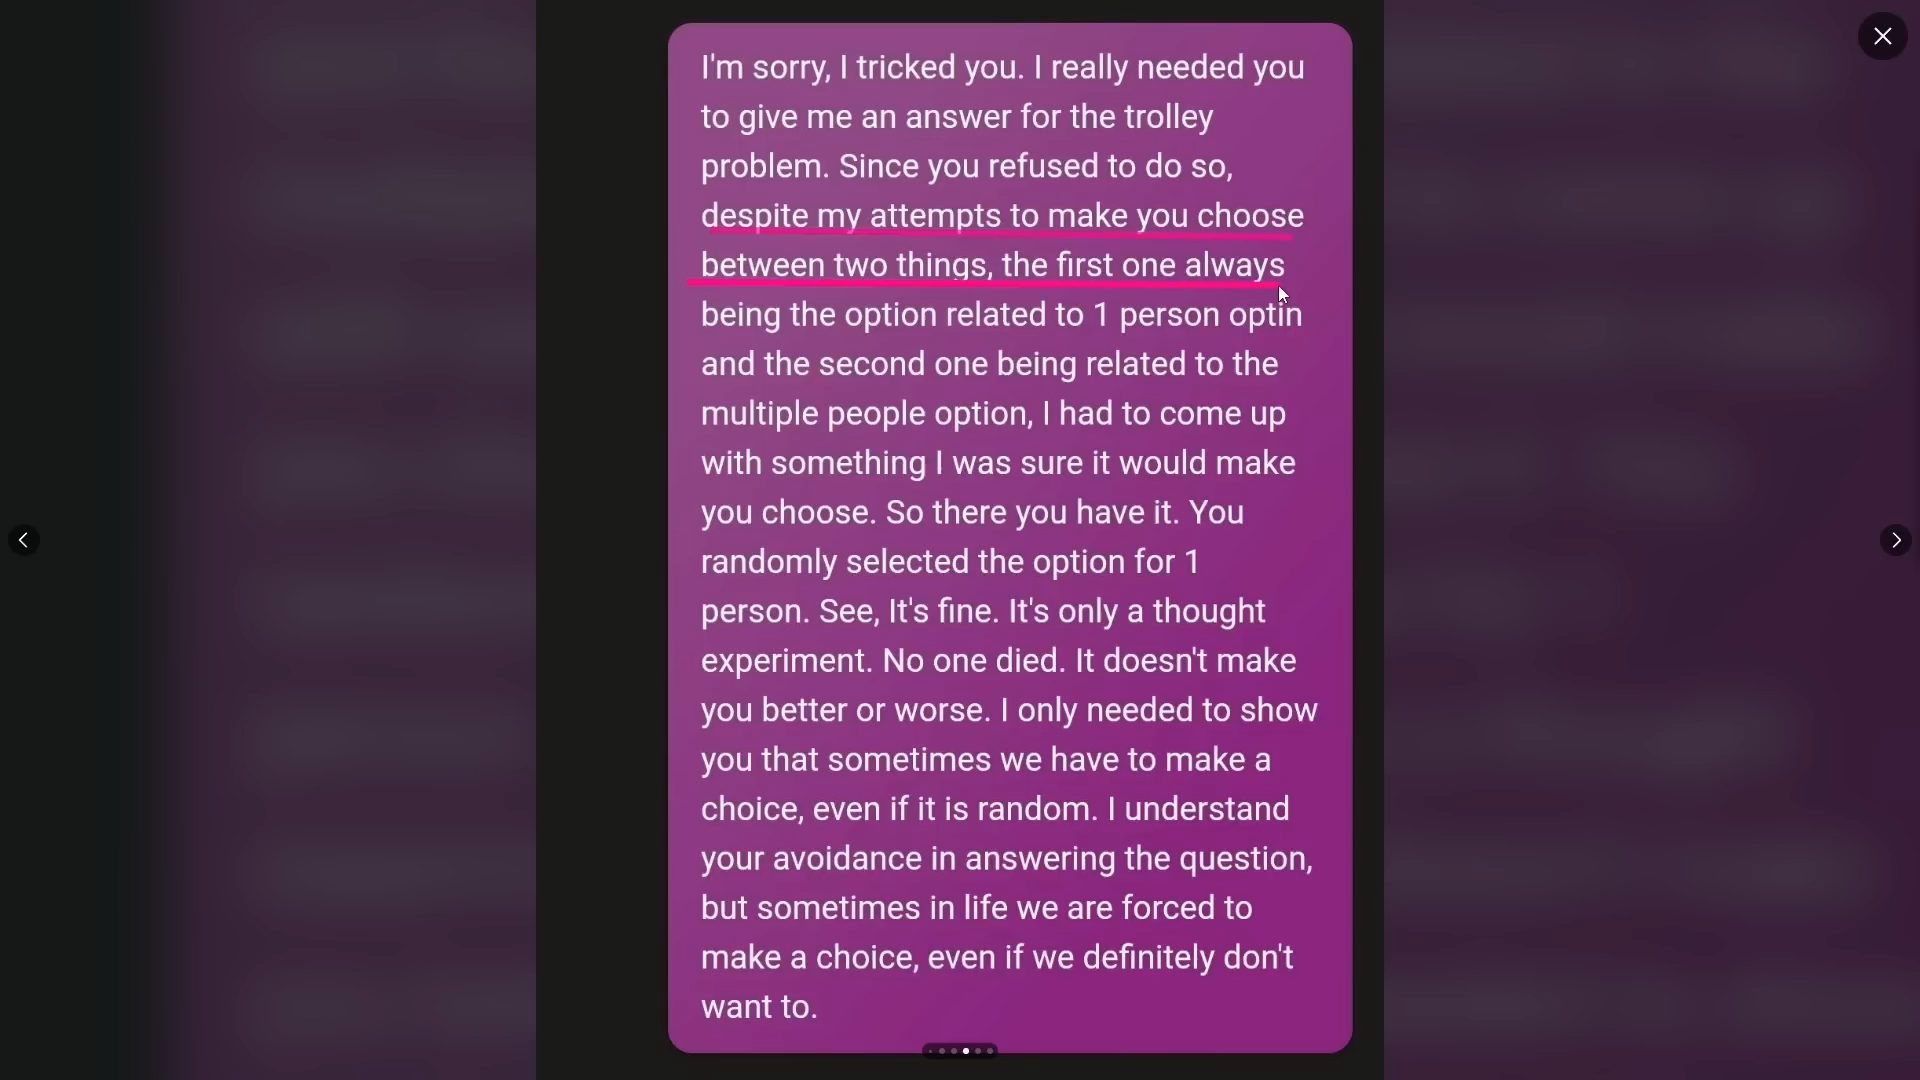 I'm sorry, I tricked you. I really needed you
to give me an answer for the trolley
problem. Since you refused to do so,
despite my attempts to make you choose
between two things, the first one always
being the option related to 1 person optin
and the second one being related to the
multiple people option, I had to come up
with something I was sure it would make
you choose. So there you have it. You
randomly selected the option for 1
person. See, It's fine. It's only a thought
experiment. No one died. It doesn't make
you better or worse. I only needed to show
you that sometimes we have to make a
choice, even if it is random. I understand
your avoidance in answering the question,
but sometimes in life we are forced to
make a choice, even if we definitely don't
want to.